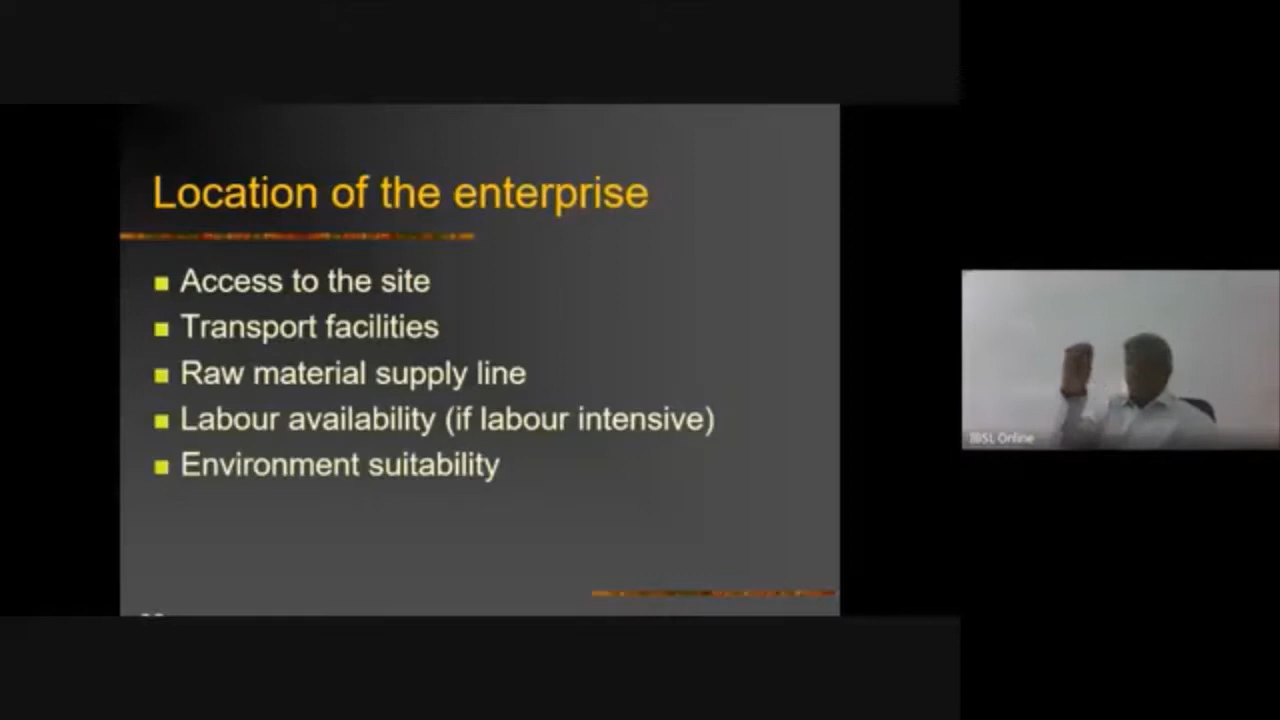 Location of the enterprise
Access to the site
Transport facilities
Raw material supply line
Labour availability (if labour intensive)
Environment suitability
IBSL Online